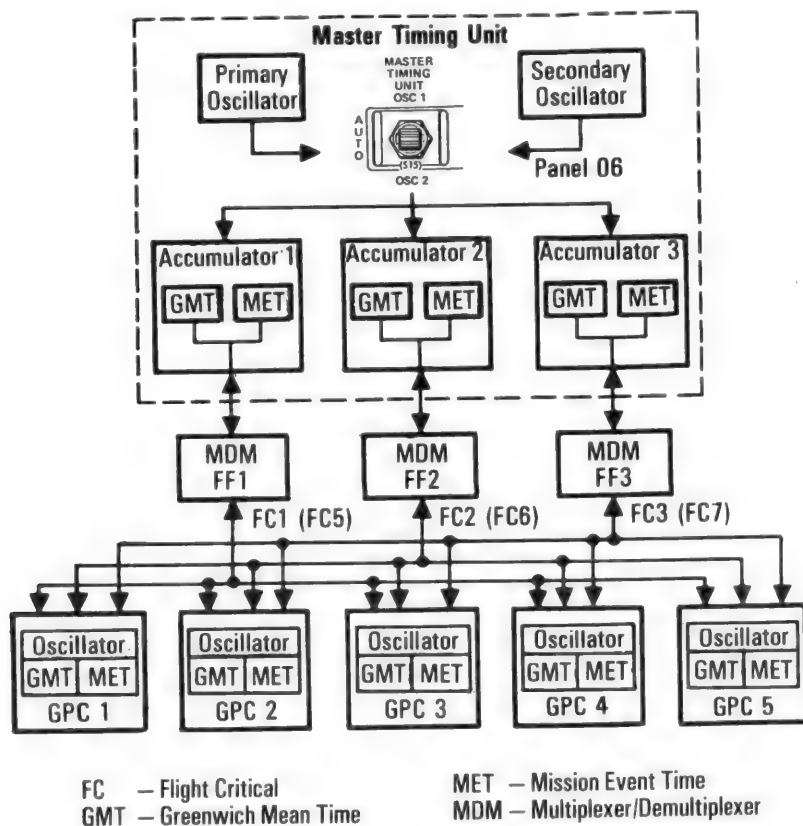 Master Timing Unit
Primary
Oscillator
MASTER
TIMING
UNIT
OSC 1
AUTO
(S15)
OSC 2
Secondary
Oscillator
Panel O6
Accumulator 1
GMT MET
Accumulator 2
GMT MET
Accumulator 3
GMT MET
MDM
FF1
MDM
FF2
MDM
FF3
FC1 (FC5)
FC2 (FC6)
FC3 (FC7)
Oscillator
GMT MET
GPC 1
Oscillator
GMT MET
GPC 2
Oscillator
GMT MET
GPC 3
Oscillator
GMT MET
GPC 4
Oscillator
GMT MET
GPC 5
FC – Flight Critical
GMT – Greenwich Mean Time
MET – Mission Event Time
MDM – Multiplexer/Demultiplexer